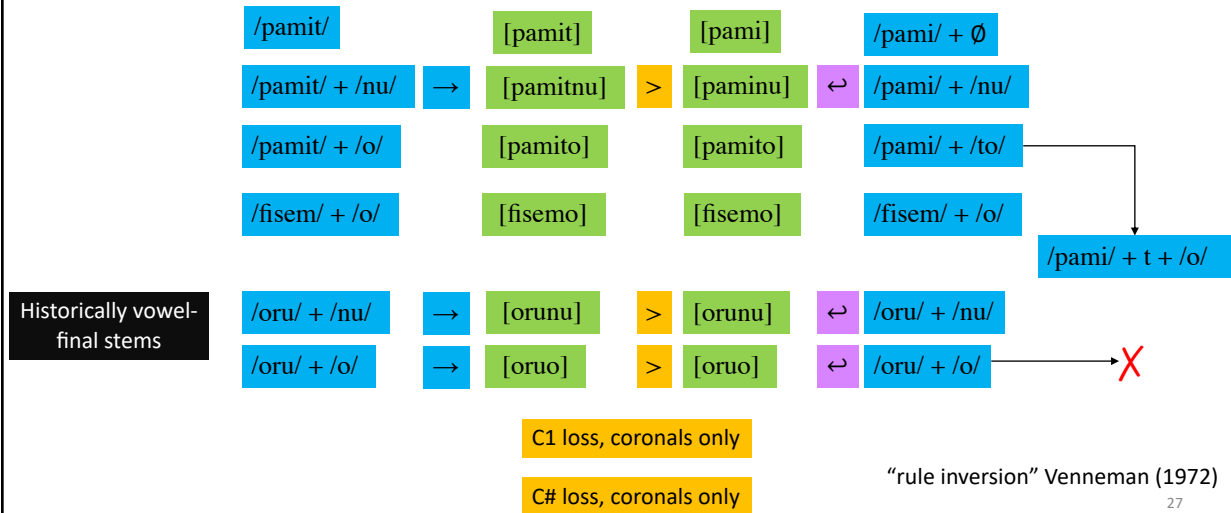 /pamit/ [pamit] [pami] /pami/ + Ø
/pamit/ + /nu/ → [pamitnu] > [paminu] ↩ /pami/ + /nu/
/pamit/ + /o/ [pamito] [pamito] /pami/ + /to/
/fisem/ + /o/ [fisemo] [fisemo] /fisem/ + /o/
/pami/ + t + /o/
Historically vowel-
final stems
/oru/ + /nu/ → [orunu] > [orunu] ↩ /oru/ + /nu/
/oru/ + /o/ → [oruo] > [oruo] ↩ /oru/ + /o/ ✗
C1 loss, coronals only
C# loss, coronals only
“rule inversion” Venneman (1972)
27